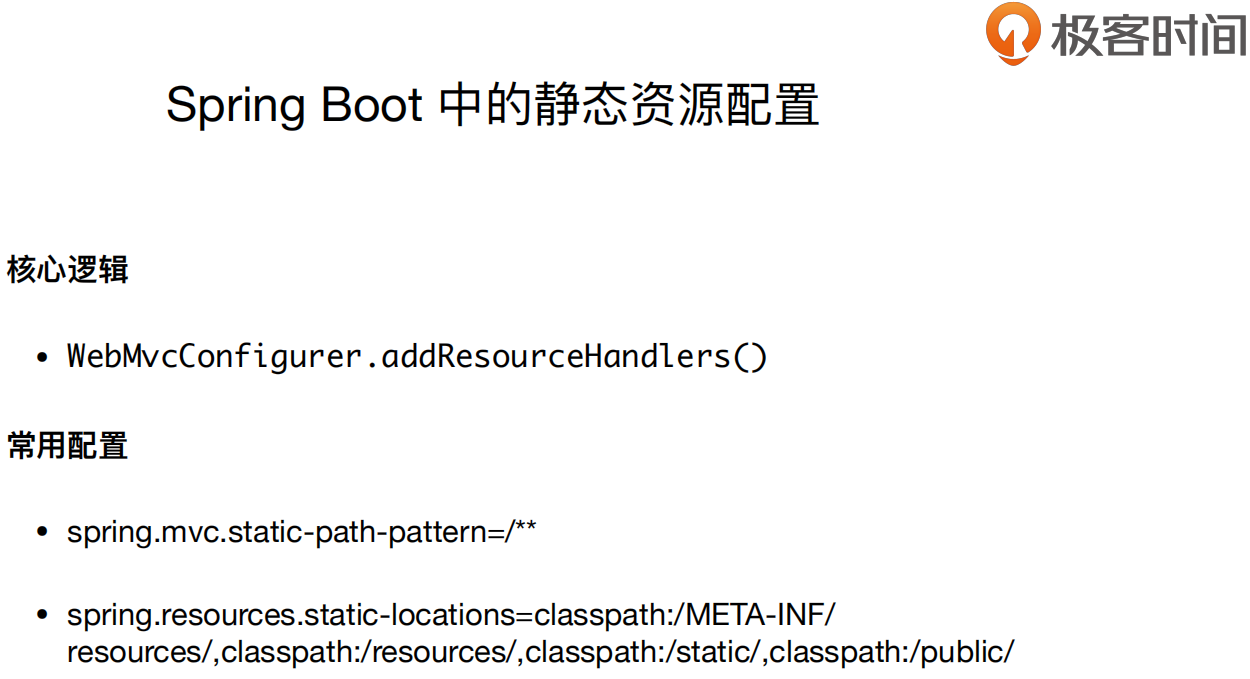 极客时间
Spring Boot 中的静态资源配置
核心逻辑
• WebMvcConfigurer.addResourceHandlers()
常用配置
• spring.mvc.static-path-pattern=/**
• spring.resources.static-locations=classpath:/META-INF/
resources/,classpath:/resources/,classpath:/static/,classpath:/public/